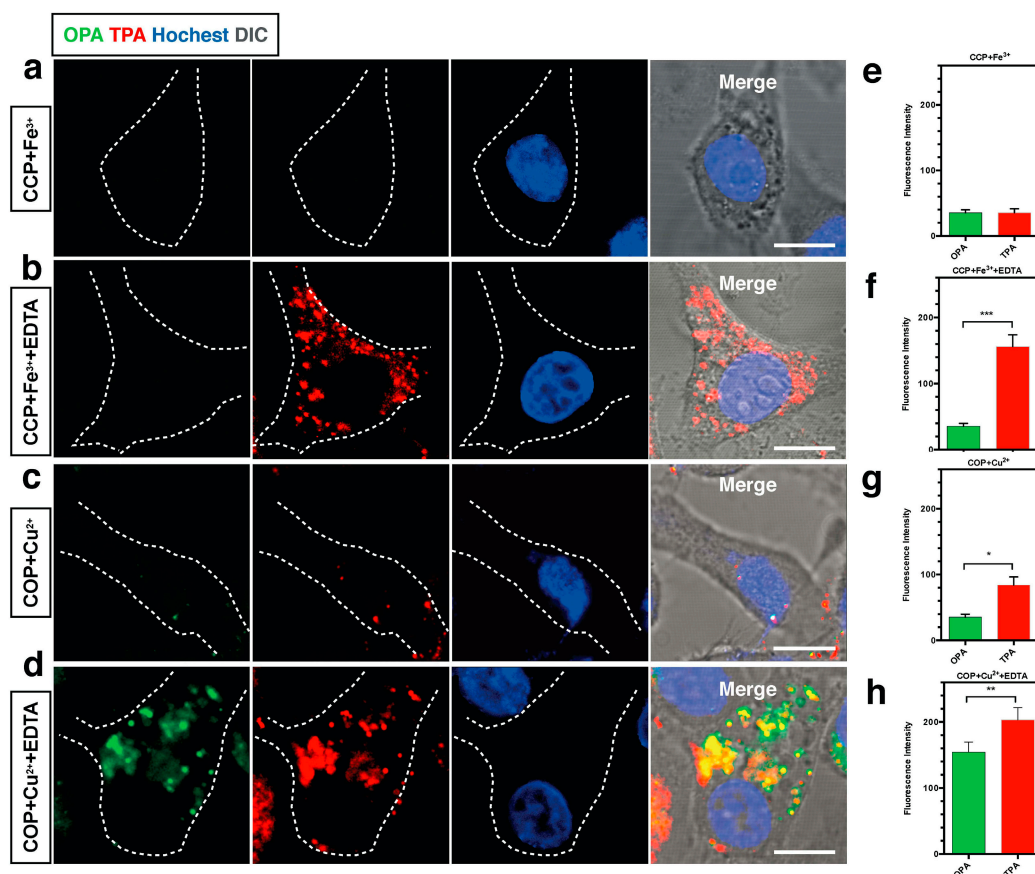 OPA TPA Hochest DIC
a
CCP+Fe³⁺
Merge
b
CCP+Fe³⁺+EDTA
Merge
c
COP+Cu²⁺
Merge
d
COP+Cu²⁺+EDTA
Merge
e
CCP+Fe³⁺
Fluorescence Intensity
200
100
0
OPA
TPA
f
CCP+Fe³⁺+EDTA
***
Fluorescence Intensity
200
100
0
OPA
TPA
g
COP+Cu²⁺
*
Fluorescence Intensity
200
100
0
OPA
TPA
h
COP+Cu²⁺+EDTA
**
Fluorescence Intensity
200
100
0
OPA
TPA